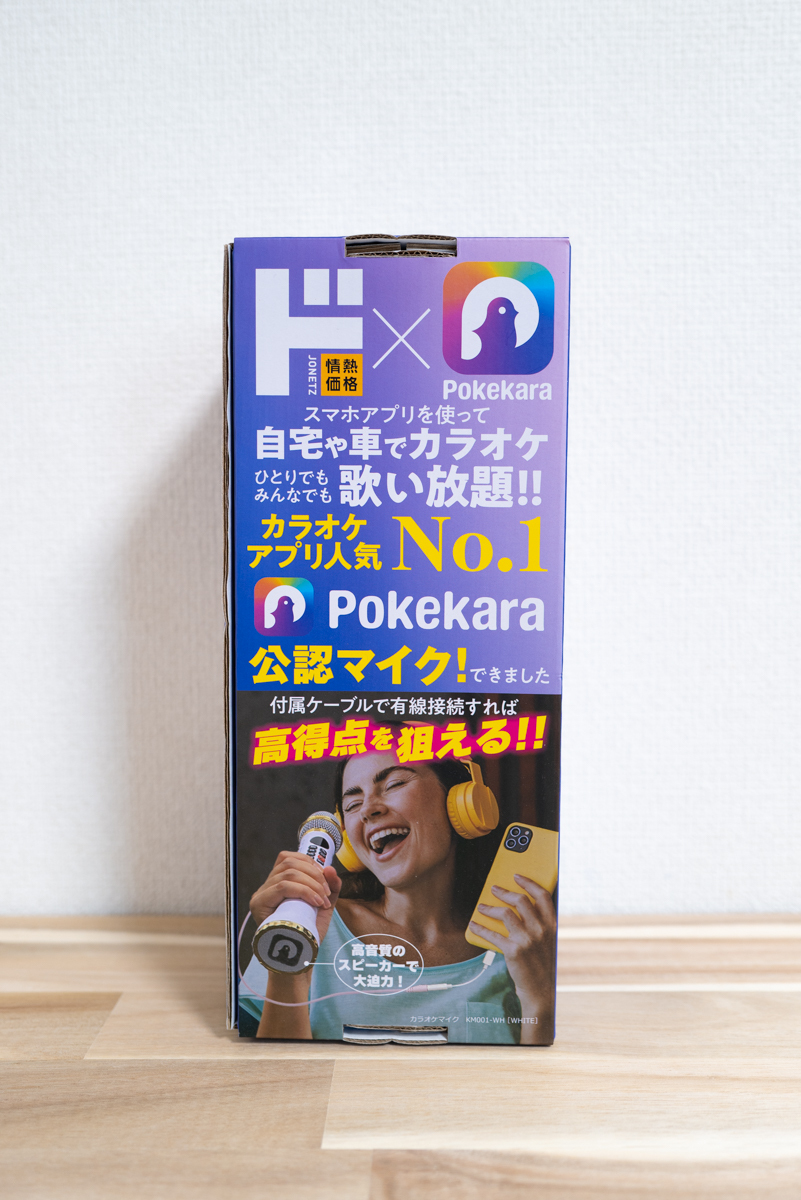 ド
JONETZ
情熱
価格
×
Pokekara
スマホアプリを使って
自宅や車でカラオケ
ひとりでも
みんなでも
歌い放題!!
カラオケ
アプリ人気
No.1
Pokekara
公認マイク!できました
付属ケーブルで有線接続すれば
高得点を狙える!!
高音質の
スピーカーで
大迫力!
カラオケマイク KM001-WH [WHITE]